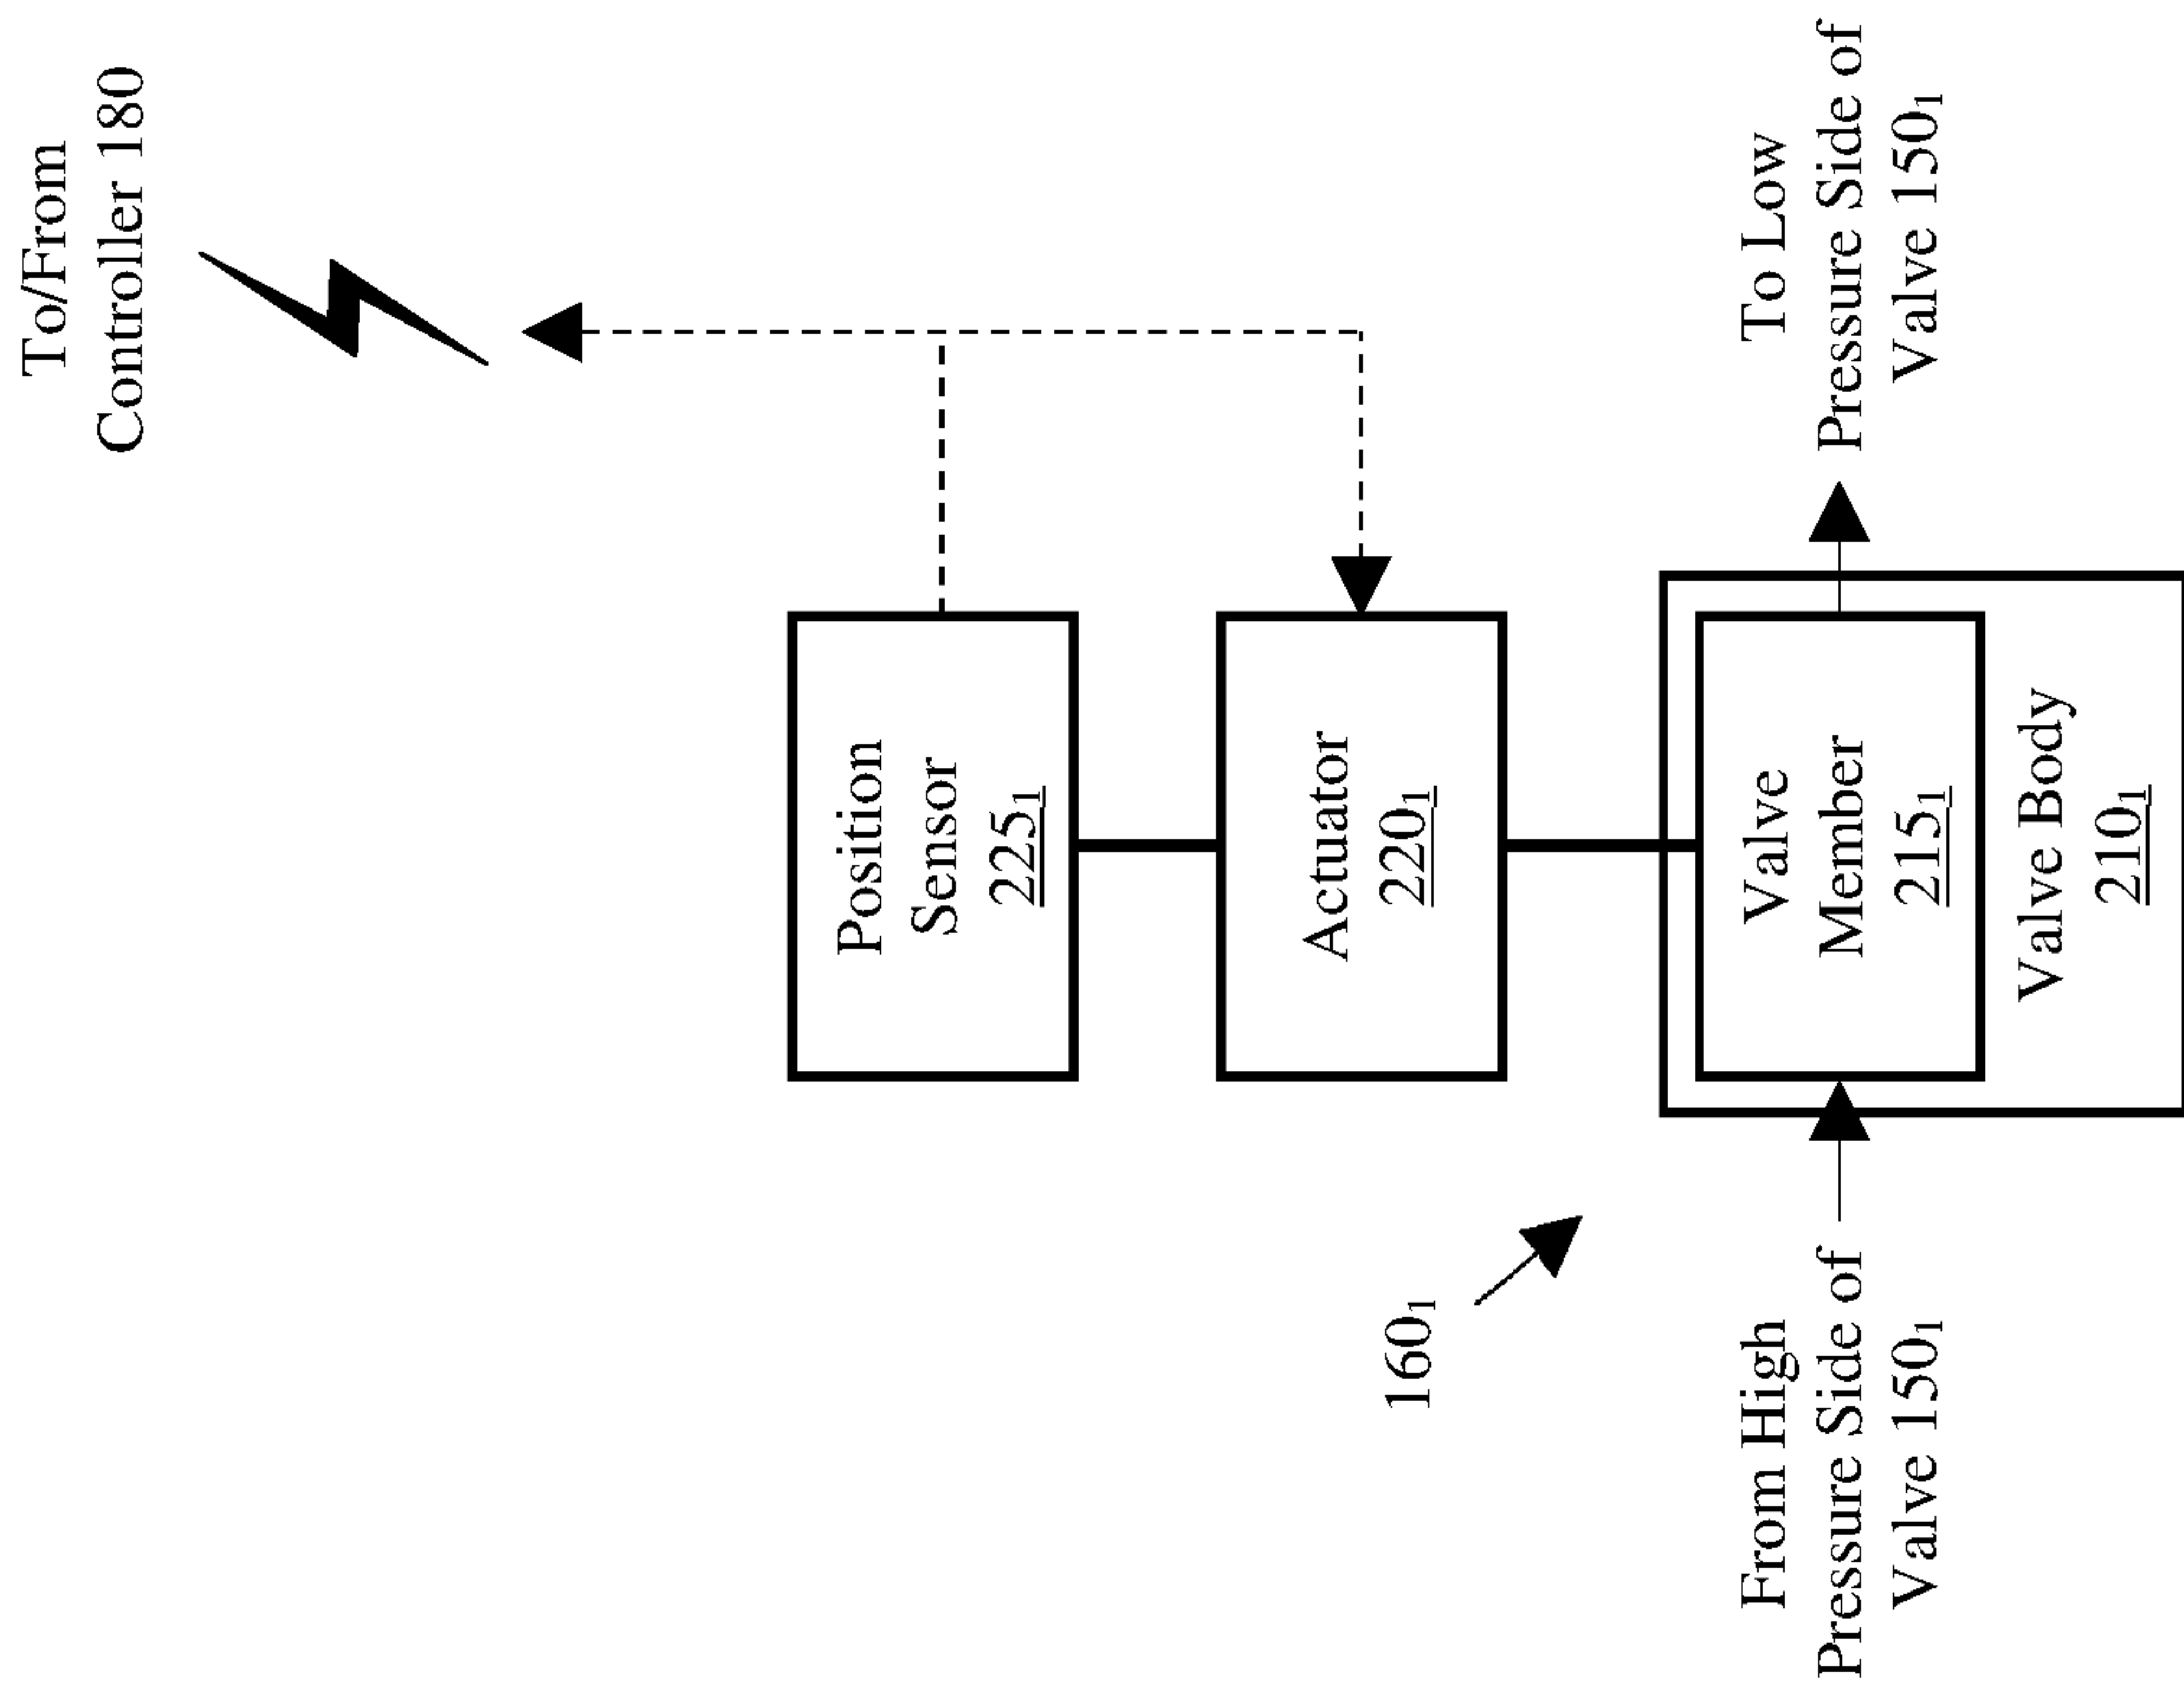 To/From
Controller 180
Position
Sensor
225₁
Actuator
220₁
160₁
From High
Pressure Side of
Valve 150₁
Valve
Member
215₁
Valve Body
210₁
To Low
Pressure Side of
Valve 150₁